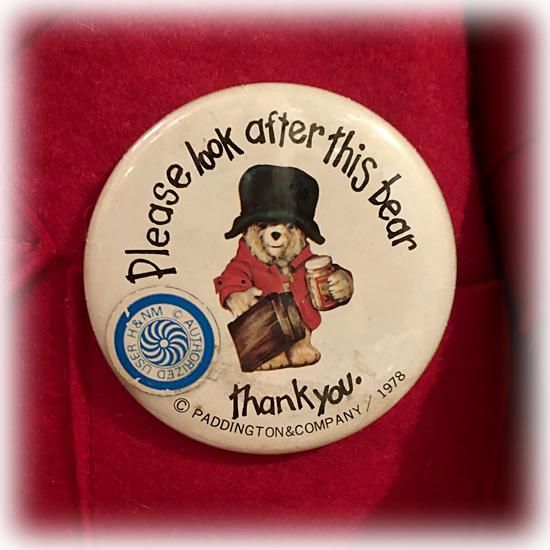 Please look after this bear
thank you.
© PADDINGTON&COMPANY / 1978
H&NM © AUTHORIZED USER